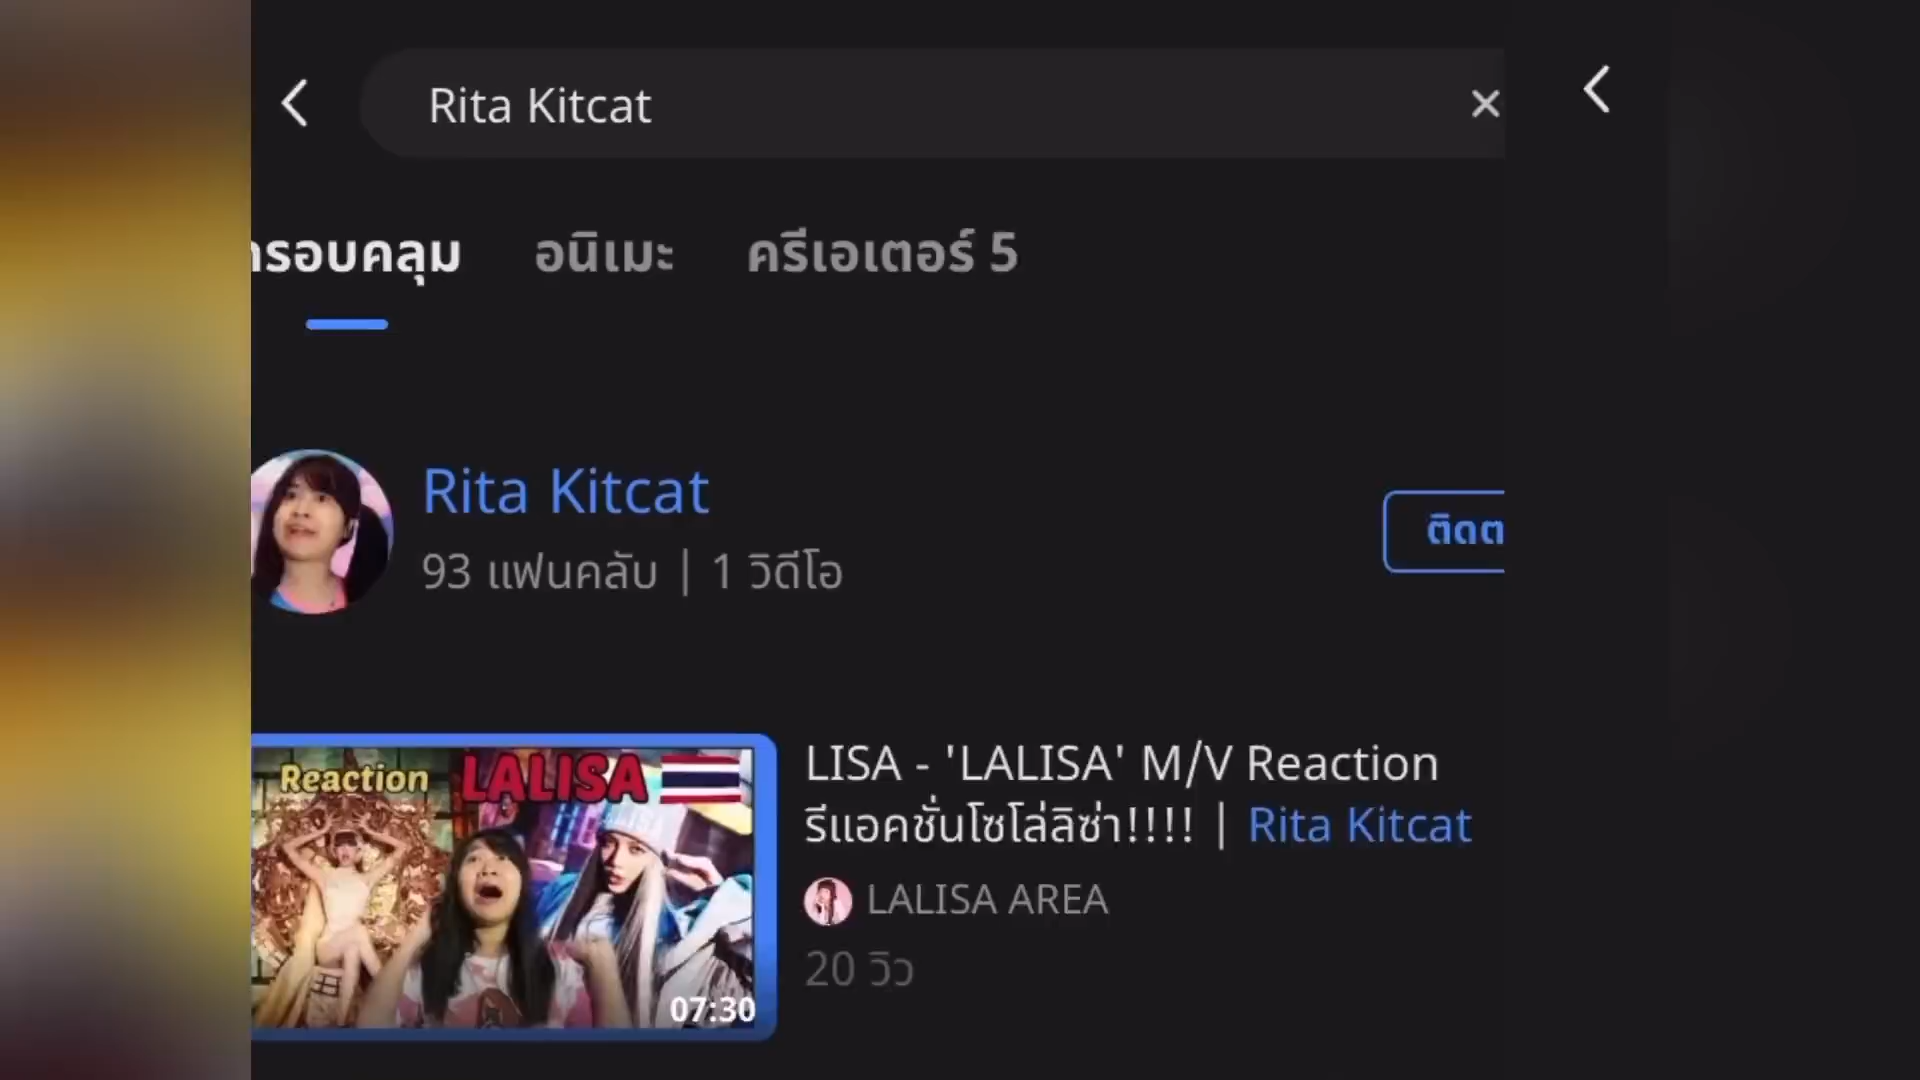 Rita Kitcat
กรอบคลุม อนิเมะ ครีเอเตอร์ 5
Rita Kitcat
93 แฟนคลับ | 1 วิดีโอ
ติดต
Reaction LALISA
07:30
LISA - 'LALISA' M/V Reaction
รีแอคชั่นโซโล่ลิซ่า!!!! | Rita Kitcat
LALISA AREA
20 วิว